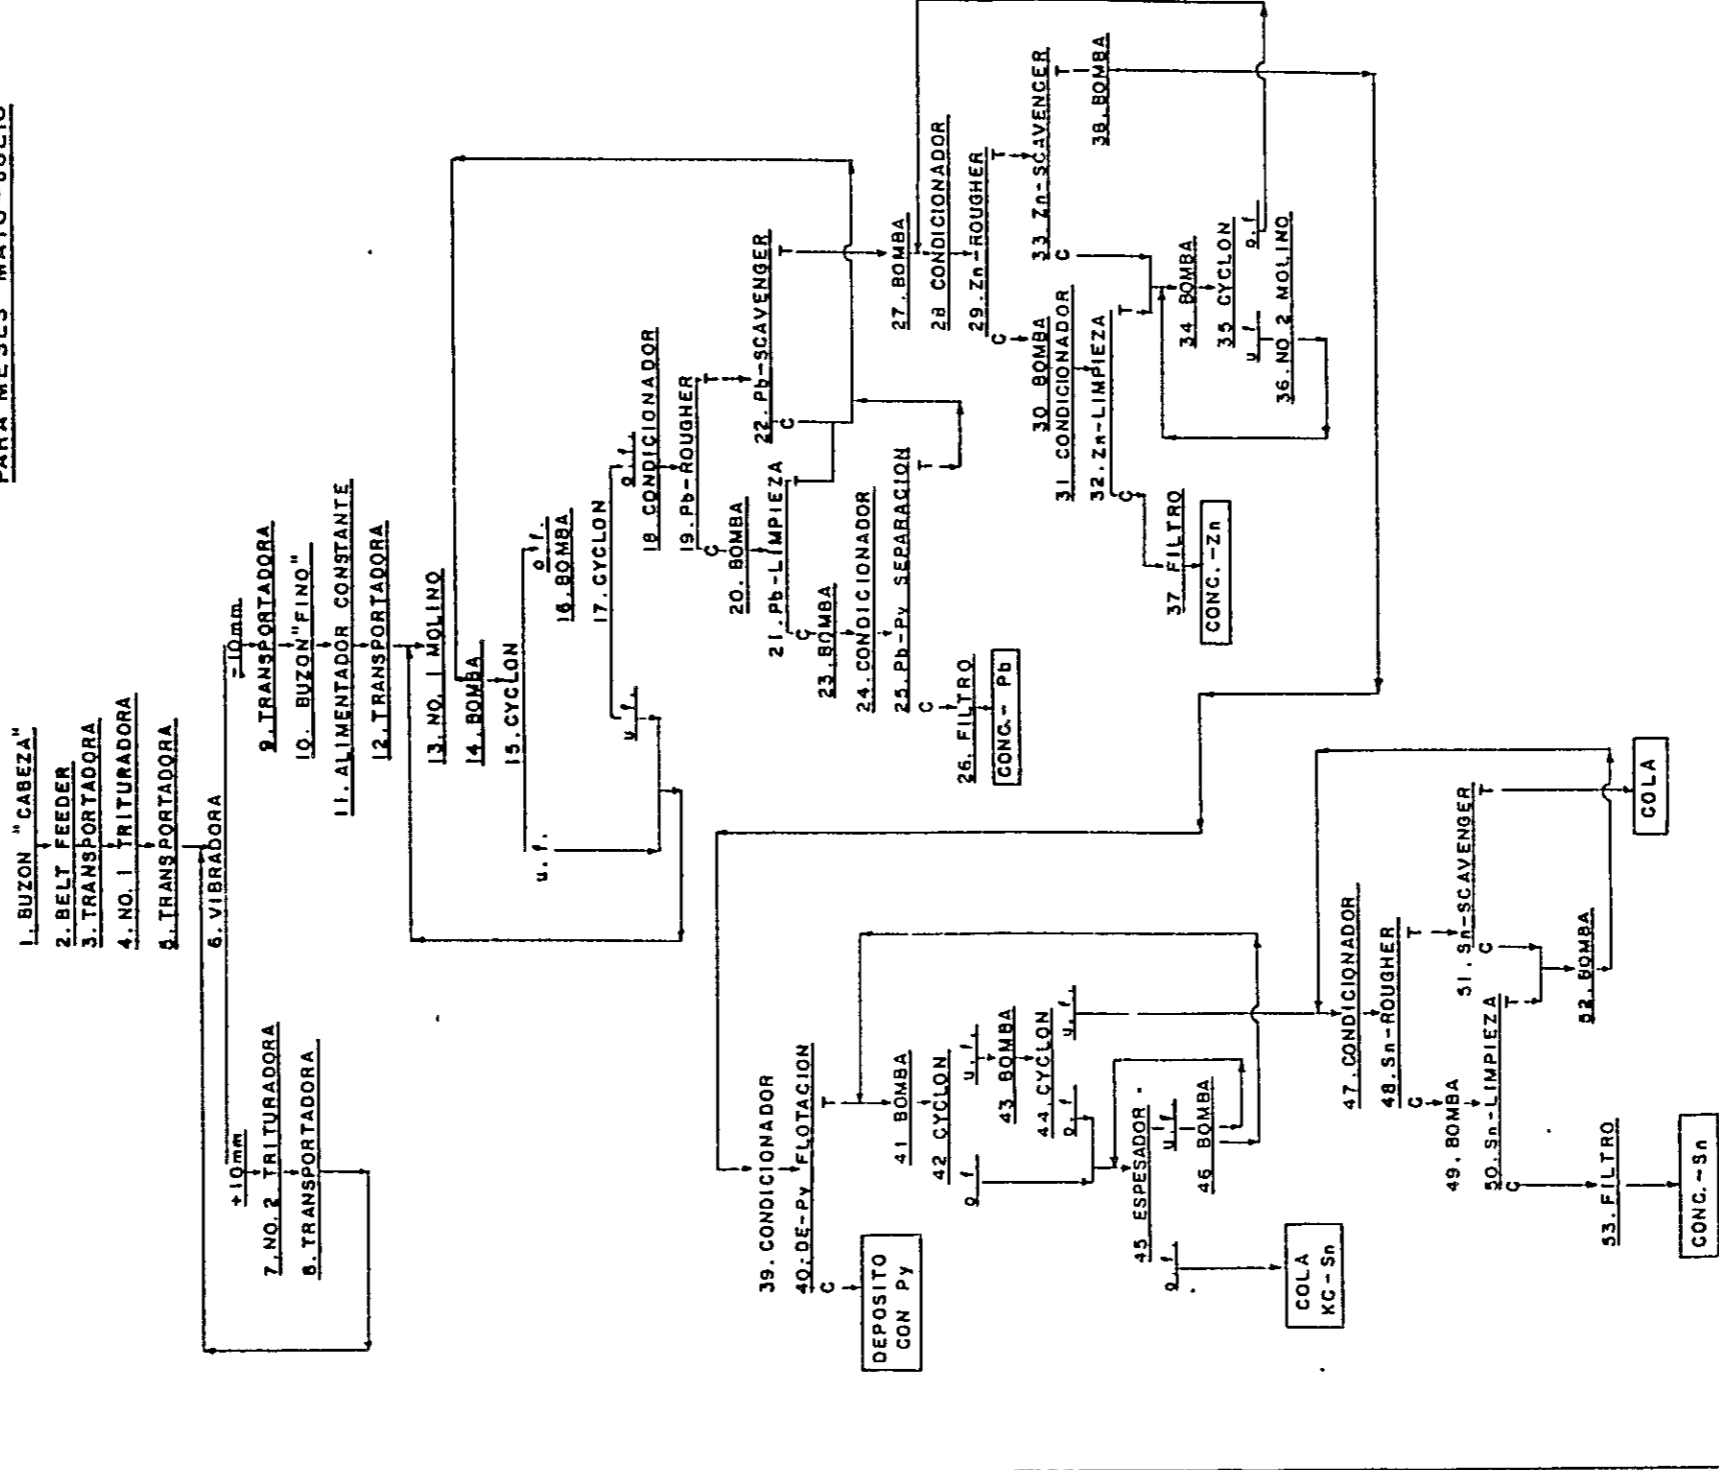 PARA MESES MAYO-JULIO
1. BUZON "CABEZA"
2. BELT FEEDER
3. TRANSPORTADORA
4. NO. 1 TRITURADORA
5. TRANSPORTADORA
6. VIBRADORA
+10mm
-10mm
7. NO. 2 TRITURADORA
8. TRANSPORTADORA
9. TRANSPORTADORA
10. BUZON "FINO"
11. ALIMENTADOR CONSTANTE
12. TRANSPORTADORA
13. NO. 1 MOLINO
14. BOMBA
15. CYCLON
u.f.
o.f.
16. BOMBA
17. CYCLON
u.f.
o.f.
18 CONDICIONADOR
19. Pb-ROUGHER
C
T
20. BOMBA
21. Pb-LIMPIEZA
C
T
22. Pb-SCAVENGER
C
T
23. BOMBA
24. CONDICIONADOR
25. Pb-Py SEPARACION
C
T
26. FILTRO
CONC.- Pb
27. BOMBA
28 CONDICIONADOR
29. Zn-ROUGHER
C
T
30 BOMBA
31 CONDICIONADOR
32. Zn-LIMPIEZA
C
T
33. Zn-SCAVENGER
C
T
34 BOMBA
35 CYCLON
u f
o. f
36. NO 2 MOLINO
37 FILTRO
CONC.-Zn
38. BOMBA
39. CONDICIONADOR
40. DE-Py FLOTACION
C
T
DEPOSITO
CON Py
41 BOMBA
42 CYCLON
o f
u.f.
43 BOMBA
44. CYCLON
o.f
u.f.
45 ESPESADOR
o f
u f
46 BOMBA
COLA
KC-Sn
47. CONDICIONADOR
48. Sn-ROUGHER
C
T
49. BOMBA
50. Sn-LIMPIEZA
C
T
51. Sn-SCAVENGER
C
T
52. BOMBA
53. FILTRO
CONC.-Sn
COLA